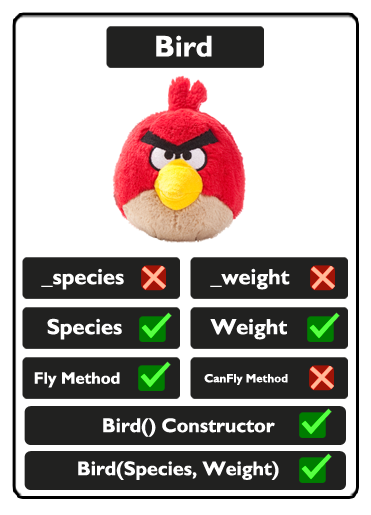 Bird
_species
_weight
Species
Weight
Fly Method
CanFly Method
Bird() Constructor
Bird(Species, Weight)